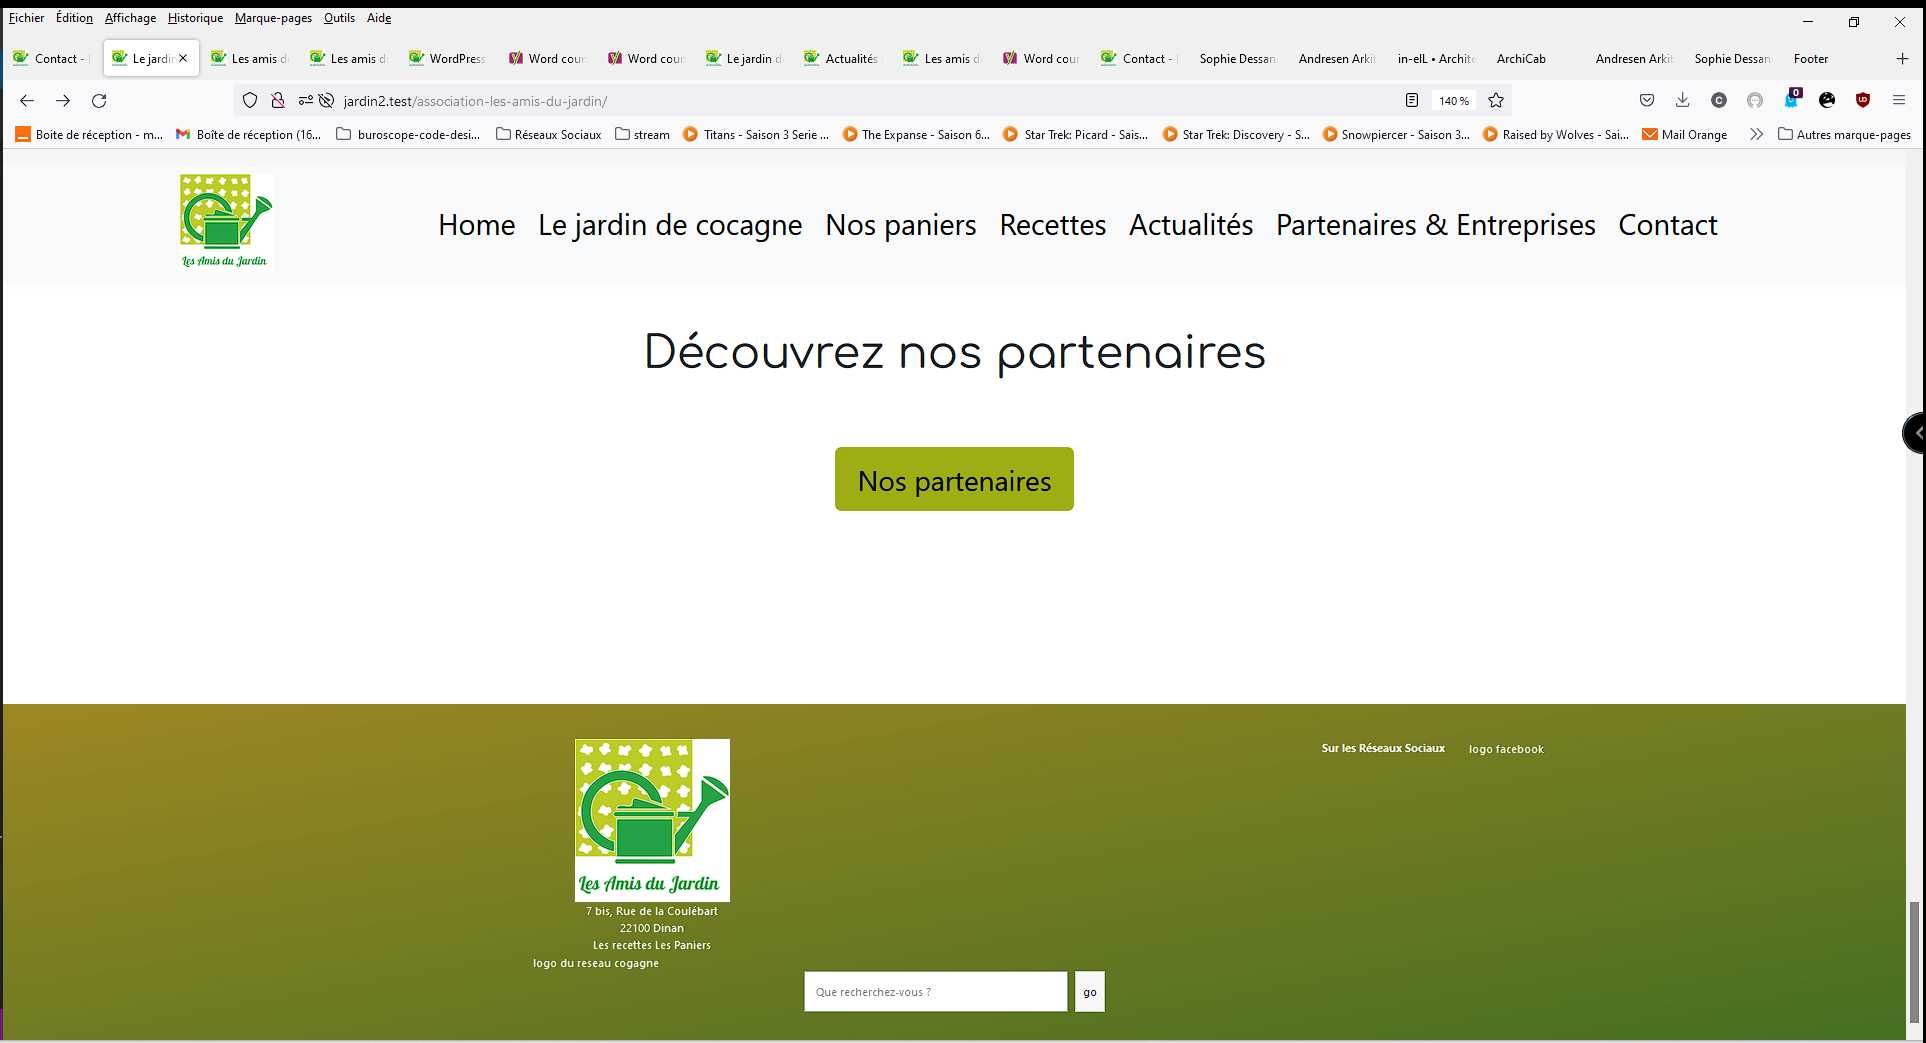 Fichier Édition Affichage Historique Marque-pages Outils Aide
Contact - L Le jardin Les amis d Les amis d WordPress Word coun Word coun Le jardin d Actualités Les amis d Word coun Contact - L Sophie Dessan Andresen Arkit in-eIL • Archite ArchiCab Andresen Arkit Sophie Dessan Footer
jardin2.test/association-les-amis-du-jardin/ 140 % C 0
Boite de réception - m... Boîte de réception (16... buroscope-code-desi... Réseaux Sociaux stream Titans - Saison 3 Serie ... The Expanse - Saison 6... Star Trek: Picard - Sais... Star Trek: Discovery - S... Snowpiercer - Saison 3... Raised by Wolves - Sai... Mail Orange Autres marque-pages
Les Amis du Jardin
Home Le jardin de cocagne Nos paniers Recettes Actualités Partenaires & Entreprises Contact
Découvrez nos partenaires
Nos partenaires
Les Amis du Jardin
7 bis, Rue de la Coulébart
22100 Dinan
Les recettes Les Paniers
logo du reseau cogagne
Sur les Réseaux Sociaux logo facebook
Que recherchez-vous ? go